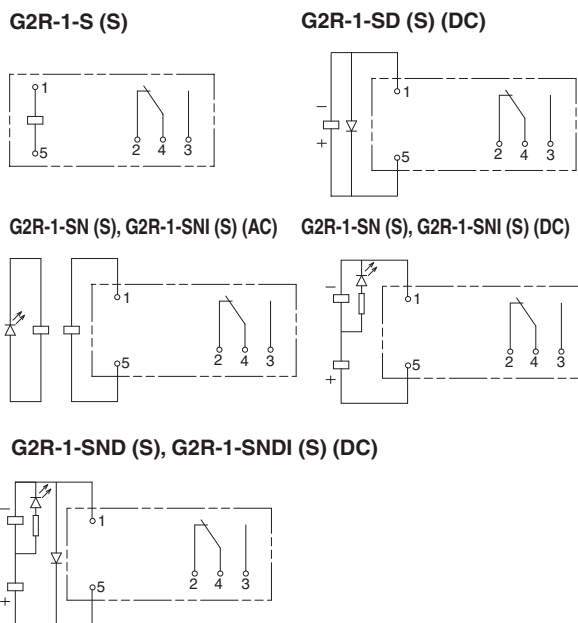 G2R-1-S (S)
1
5
2 4 3
G2R-1-SD (S) (DC)
−
+
1
5
2 4 3
G2R-1-SN (S), G2R-1-SNI (S) (AC)
1
5
2 4 3
G2R-1-SN (S), G2R-1-SNI (S) (DC)
−
+
1
5
2 4 3
G2R-1-SND (S), G2R-1-SNDI (S) (DC)
−
+
1
5
2 4 3